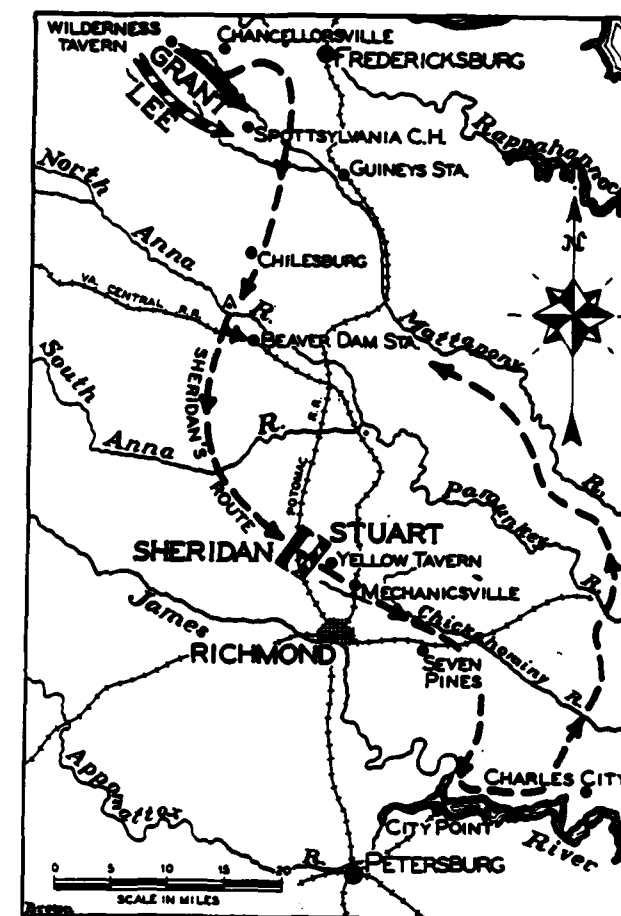 WILDERNESS
TAVERN
CHANCELLORSVILLE
FREDERICKSBURG
GRANT
LEE
SPOTTSYLVANIA C.H.
Rappahannock
GUINEYS STA.
North
Anna
R.
N
CHILESBURG
VA. CENTRAL R.R.
BEAVER DAM STA.
Mattapony
R.
SHERIDAN'S
ROUTE
South
Anna
R.
POTOMAC R.R.
Pamunkey
R.
SHERIDAN
STUART
YELLOW TAVERN
MECHANICSVILLE
James
Chickahominy
R.
RICHMOND
SEVEN
PINES
Appomattox
R.
CHARLES CITY
CITY POINT
River
PETERSBURG
0 5 10 15 20
SCALE IN MILES
Brown